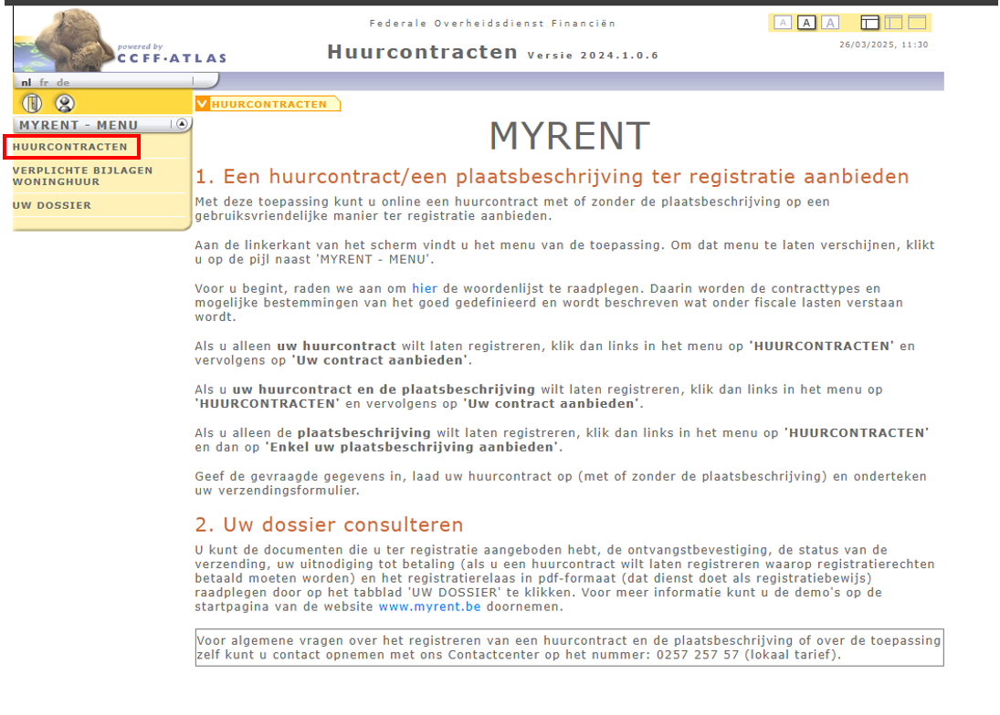 Federale Overheidsdienst Financiën
A A A
powered by
CCFF·ATLAS
Huurcontracten Versie 2024.1.0.6
26/03/2025, 11:30
nl fr de
HUURCONTRACTEN
MYRENT - MENU
HUURCONTRACTEN
VERPLICHTE BIJLAGEN
WONINGHUUR
UW DOSSIER
MYRENT
1. Een huurcontract/een plaatsbeschrijving ter registratie aanbieden
Met deze toepassing kunt u online een huurcontract met of zonder de plaatsbeschrijving op een
gebruiksvriendelijke manier ter registratie aanbieden.
Aan de linkerkant van het scherm vindt u het menu van de toepassing. Om dat menu te laten verschijnen, klikt
u op de pijl naast 'MYRENT - MENU'.
Voor u begint, raden we aan om hier de woordenlijst te raadplegen. Daarin worden de contracttypes en
mogelijke bestemmingen van het goed gedefinieerd en wordt beschreven wat onder fiscale lasten verstaan
wordt.
Als u alleen uw huurcontract wilt laten registreren, klik dan links in het menu op 'HUURCONTRACTEN' en
vervolgens op 'Uw contract aanbieden'.
Als u uw huurcontract en de plaatsbeschrijving wilt laten registreren, klik dan links in het menu op
'HUURCONTRACTEN' en vervolgens op 'Uw contract aanbieden'.
Als u alleen de plaatsbeschrijving wilt laten registreren, klik dan links in het menu op 'HUURCONTRACTEN'
en dan op 'Enkel uw plaatsbeschrijving aanbieden'.
Geef de gevraagde gegevens in, laad uw huurcontract op (met of zonder de plaatsbeschrijving) en onderteken
uw verzendingsformulier.
2. Uw dossier consulteren
U kunt de documenten die u ter registratie aangeboden hebt, de ontvangstbevestiging, de status van de
verzending, uw uitnodiging tot betaling (als u een huurcontract wilt laten registreren waarop registratierechten
betaald moeten worden) en het registratierelaas in pdf-formaat (dat dienst doet als registratiebewijs)
raadplegen door op het tabblad 'UW DOSSIER' te klikken. Voor meer informatie kunt u de demo's op de
startpagina van de website www.myrent.be doornemen.
Voor algemene vragen over het registreren van een huurcontract en de plaatsbeschrijving of over de toepassing
zelf kunt u contact opnemen met ons Contactcenter op het nummer: 0257 257 57 (lokaal tarief).